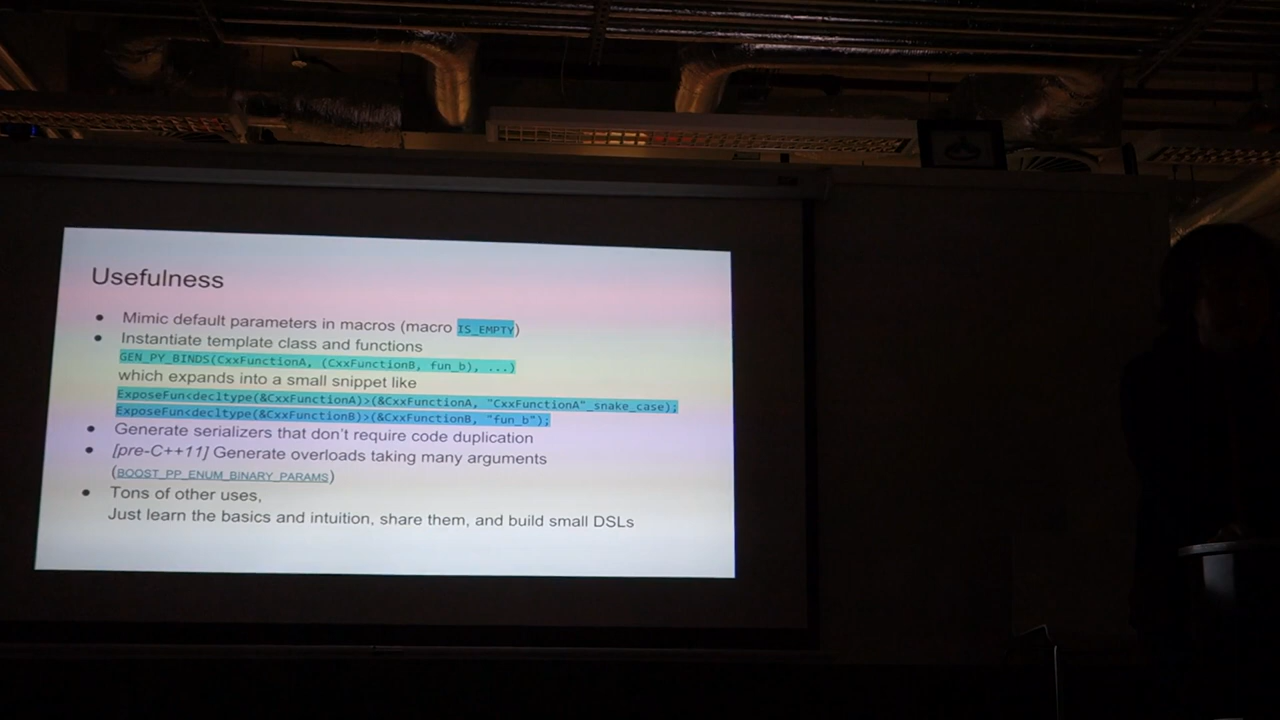 Usefulness
● Mimic default parameters in macros (macro IS_EMPTY)
● Instantiate template class and functions
GEN_PY_BINDS(CxxFunctionA, (CxxFunctionB, fun_b), ...)
which expands into a small snippet like
ExposeFun<decltype(&CxxFunctionA)>(&CxxFunctionA, "CxxFunctionA"_snake_case);
ExposeFun<decltype(&CxxFunctionB)>(&CxxFunctionB, "fun_b");
● Generate serializers that don't require code duplication
● [pre-C++11] Generate overloads taking many arguments
(BOOST_PP_ENUM_BINARY_PARAMS)
● Tons of other uses,
Just learn the basics and intuition, share them, and build small DSLs